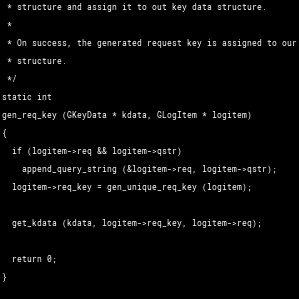 * structure and assign it to out key data structure.
*
* On success, the generated request key is assigned to our
* structure.
*/
static int
gen_req_key (GKeyData * kdata, GLogItem * logitem)
{
if (logitem->req && logitem->qstr)
append_query_string (&logitem->req, logitem->qstr);
logitem->req_key = gen_unique_req_key (logitem);
get_kdata (kdata, logitem->req_key, logitem->req);
return 0;
}